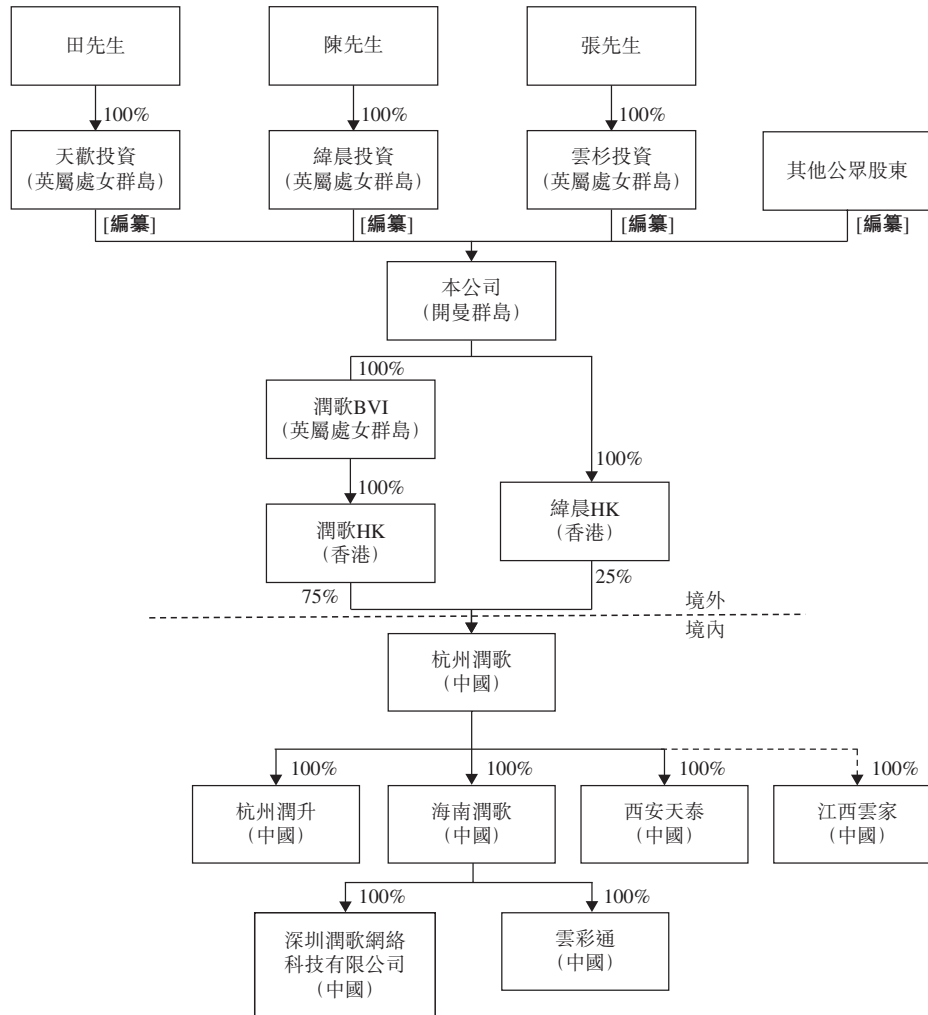 田先生
陳先生
張先生
100%
100%
100%
天歡投資
(英屬處女群島)
緯晨投資
(英屬處女群島)
雲杉投資
(英屬處女群島)
其他公眾股東
[編纂]
[編纂]
[編纂]
[編纂]
本公司
(開曼群島)
100%
潤歌BVI
(英屬處女群島)
100%
100%
潤歌HK
(香港)
緯晨HK
(香港)
75%
25%
境外
境內
杭州潤歌
(中國)
100%
100%
100%
100%
杭州潤升
(中國)
海南潤歌
(中國)
西安天泰
(中國)
江西雲家
(中國)
100%
100%
深圳潤歌網絡
科技有限公司
(中國)
雲彩通
(中國)